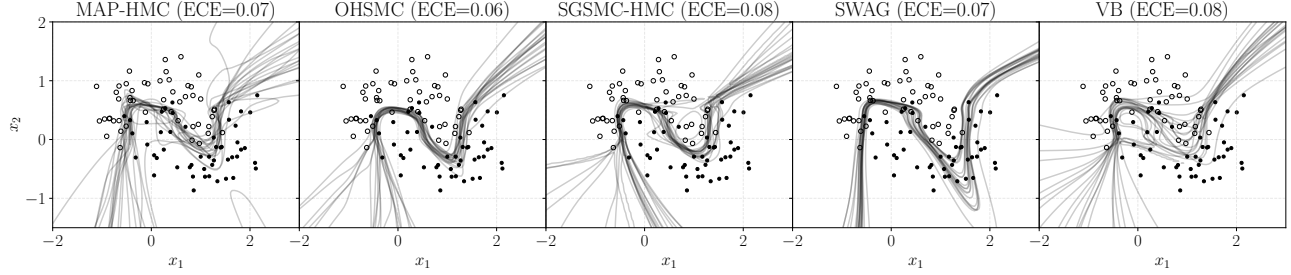 MAP-HMC (ECE=0.07) OHSMC (ECE=0.06) SGSMC-HMC (ECE=0.08) SWAG (ECE=0.07) VB (ECE=0.08)
2
1
0
−1
x₂
−2 0 2 −2 0 2 −2 0 2 −2 0 2 −2 0 2
x₁ x₁ x₁ x₁ x₁